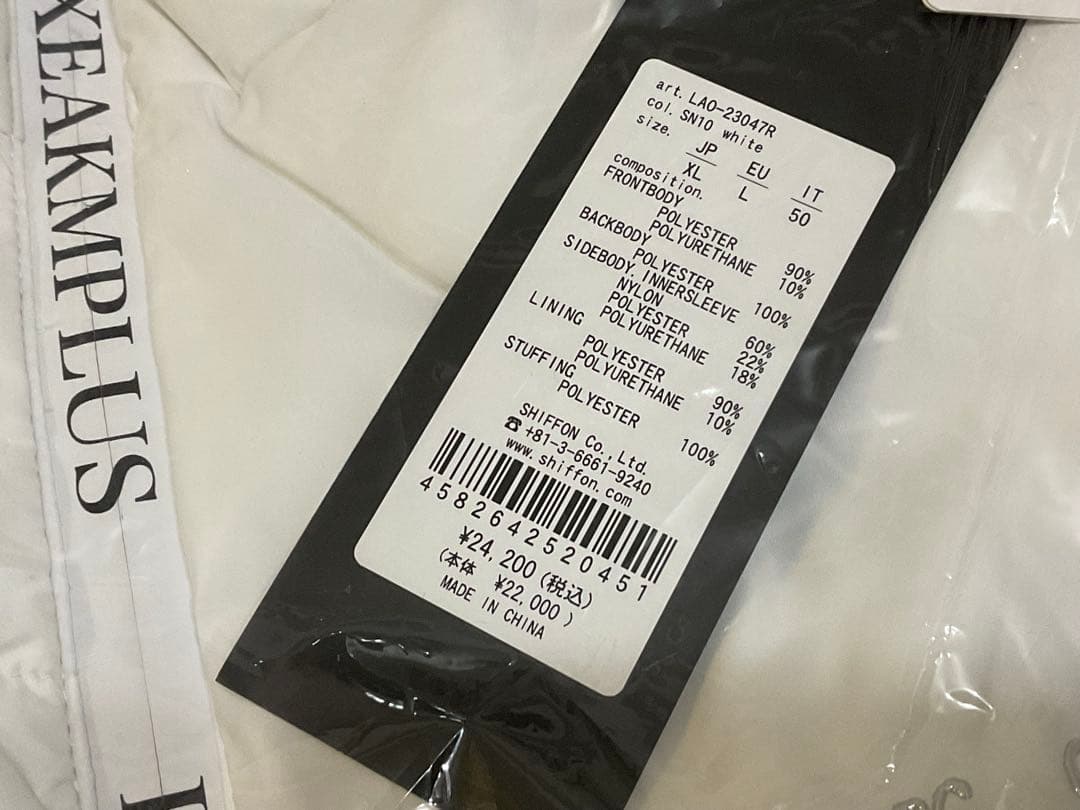 XEAKMPLUS
art. LAO-23047R
col. SN10 white
size. JP EU IT
XL L 50
composition.
FRONTBODY
POLYESTER 90%
POLYURETHANE 10%
BACKBODY
POLYESTER 100%
SIDEBODY. INNERSLEEVE
NYLON 60%
POLYESTER 22%
POLYURETHANE 18%
LINING
POLYESTER 90%
POLYURETHANE 10%
STUFFING
POLYESTER 100%
SHIFFON Co., Ltd.
☎ +81-3-6661-9240
www.shiffon.com
4582642520451
¥24,200 (税込)
(本体 ¥22,000 )
MADE IN CHINA